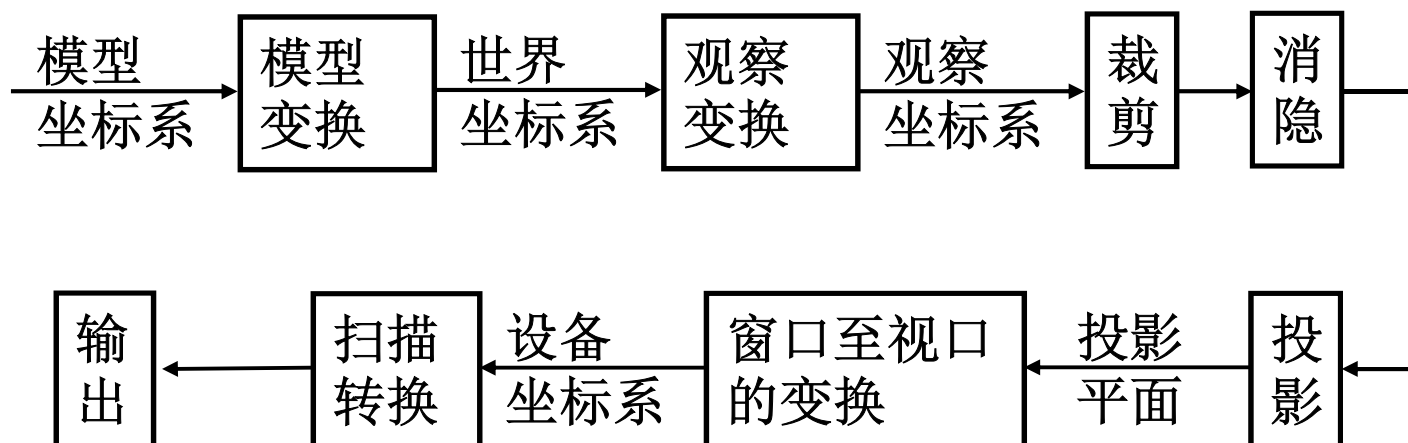 模型
坐标系
模型
变换
世界
坐标系
观察
变换
观察
坐标系
裁
剪
消
隐
投
影
投影
平面
窗口至视口
的变换
设备
坐标系
扫描
转换
输
出